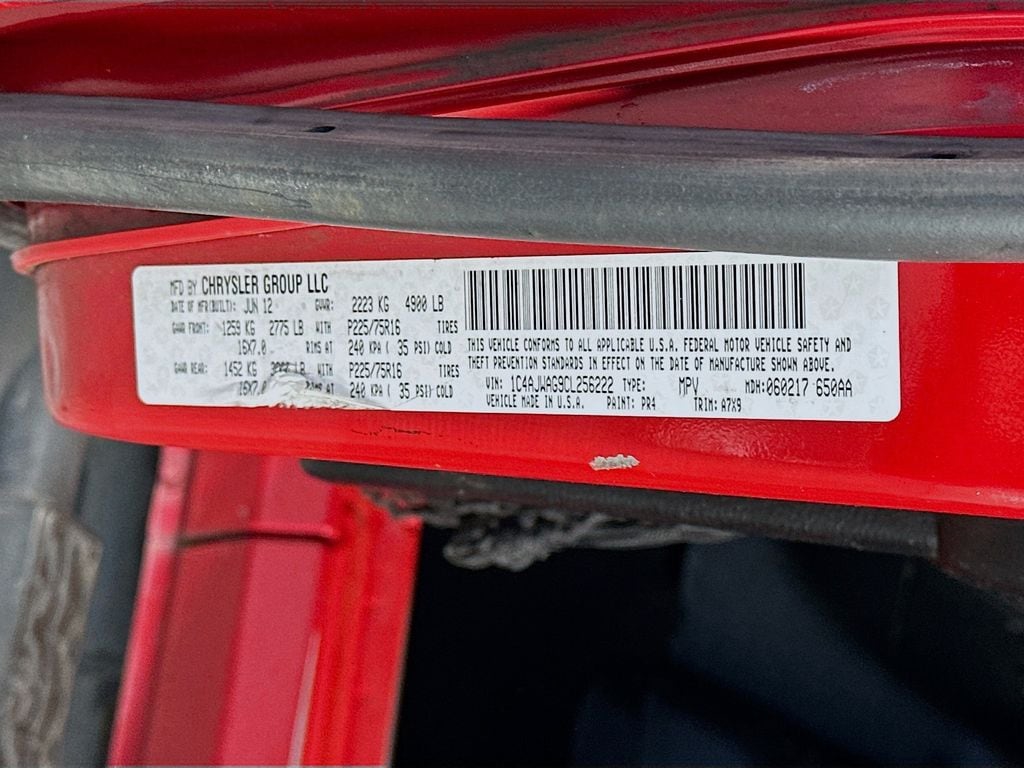 MFD BY CHRYSLER GROUP LLC
DATE OF MFR(BUILT): JUN 12 GVWR: 2223 KG 4900 LB
GAWR FRONT: 1259 KG 2775 LB WITH P225/75R16 TIRES
16X7.0 RIMS AT 240 KPA ( 35 PSI) COLD
GAWR REAR: 1452 KG LB WITH P225/75R16 TIRES
16X7.0 240 KPA ( 35 PSI) COLD
THIS VEHICLE CONFORMS TO ALL APPLICABLE U.S.A. FEDERAL MOTOR VEHICLE SAFETY AND
THEFT PREVENTION STANDARDS IN EFFECT ON THE DATE OF MANUFACTURE SHOWN ABOVE.
VIN: 1C4AJWAG9CL256222 TYPE: MPV MDH: 060217 650AA
VEHICLE MADE IN U.S.A. PAINT: PR4 TRIM: A7X9